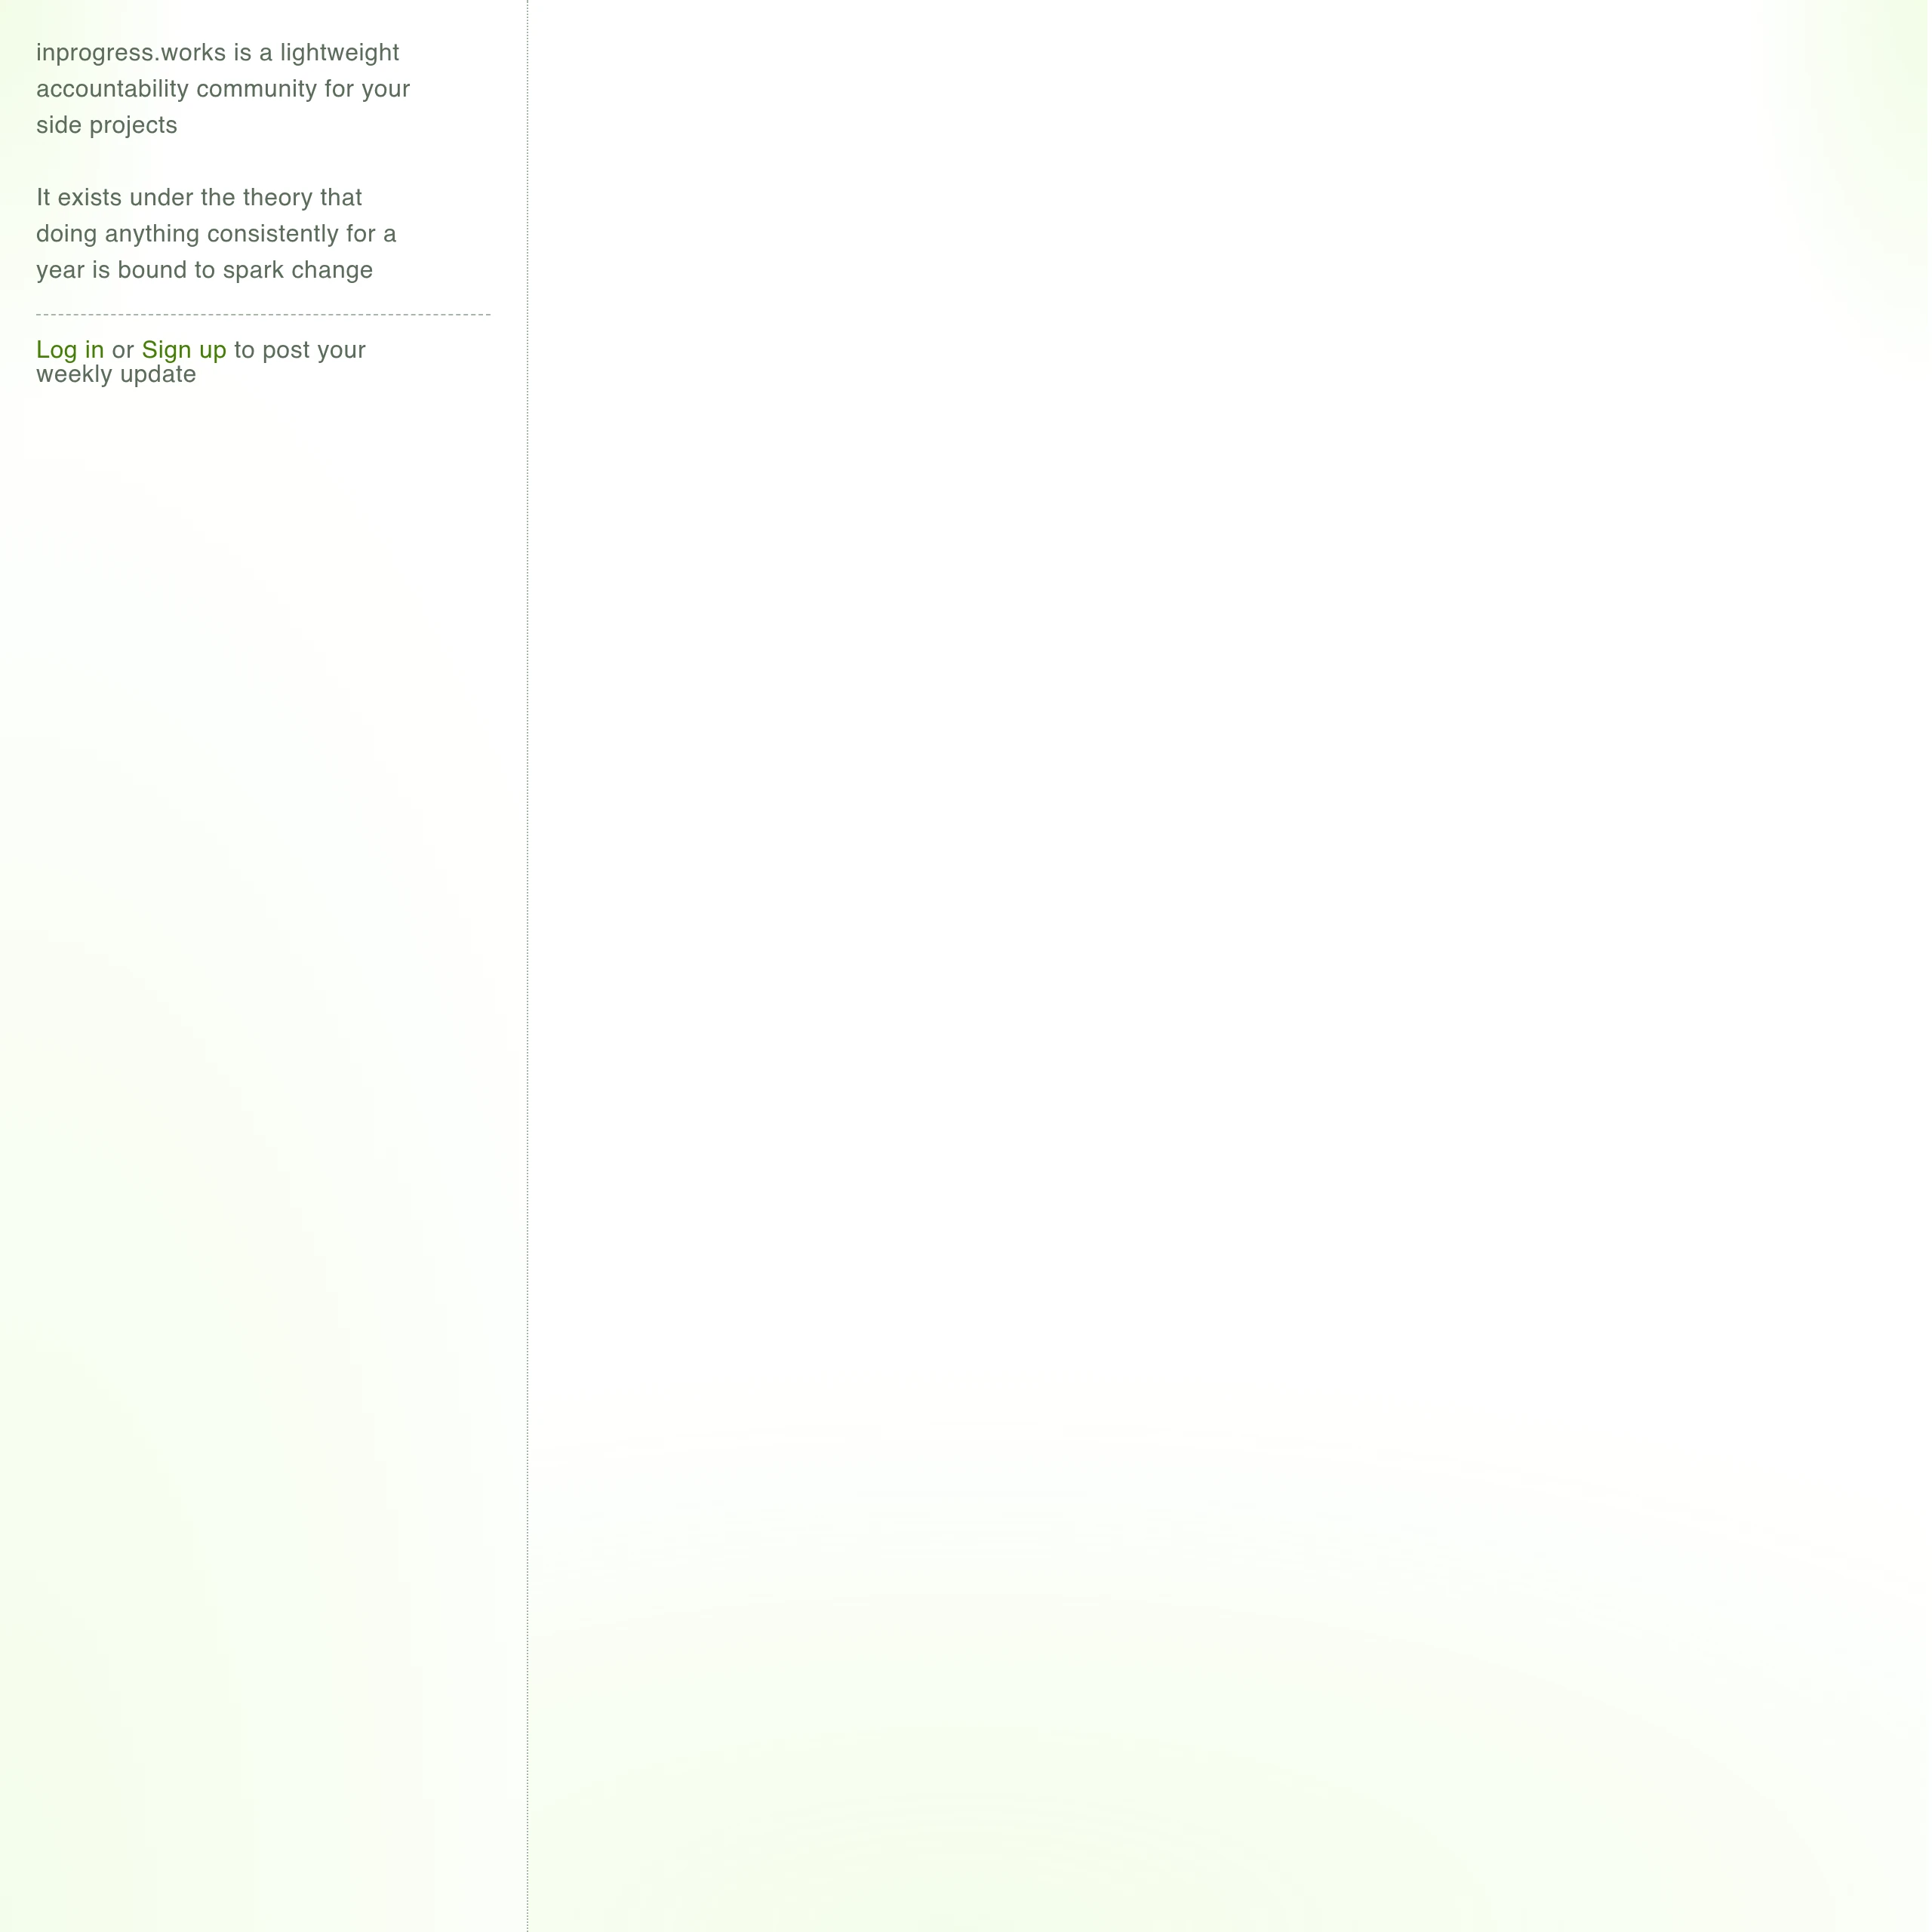 inprogress.works is a lightweight
accountability community for your
side projects
It exists under the theory that
doing anything consistently for a
year is bound to spark change
Log in or Sign up to post your
weekly update